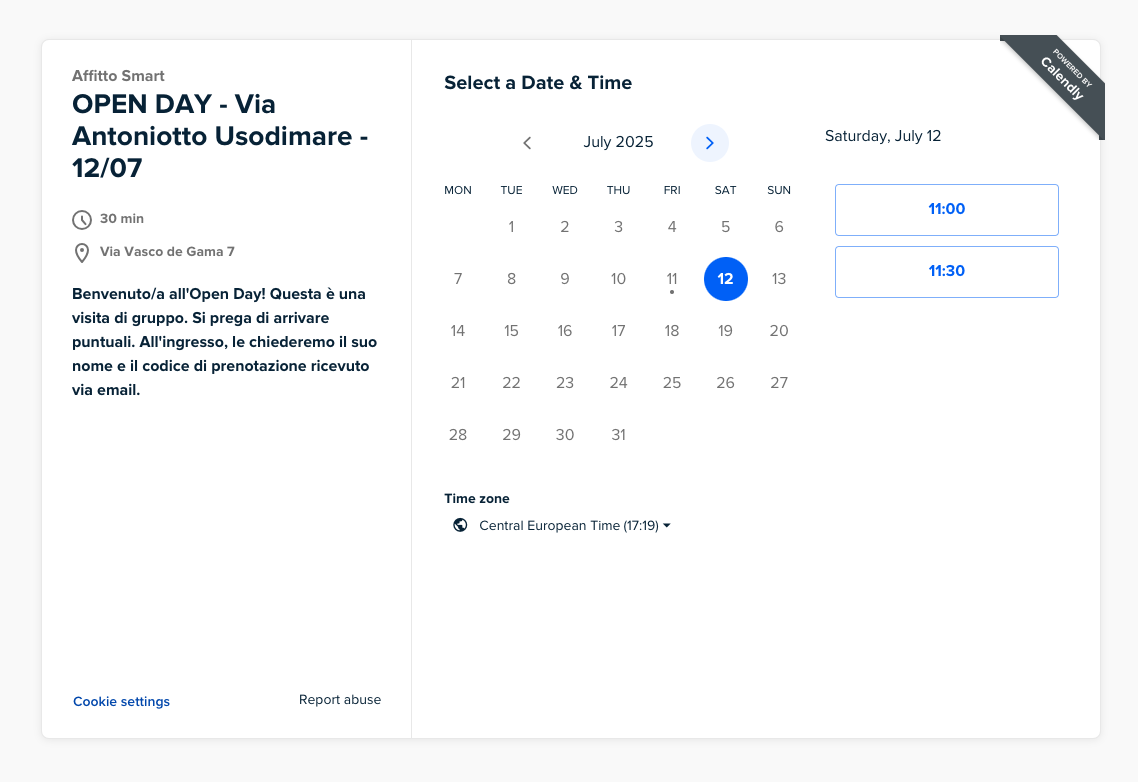 Affitto Smart
OPEN DAY - Via
Antoniotto Usodimare -
12/07
30 min
Via Vasco de Gama 7
Benvenuto/a all'Open Day! Questa è una
visita di gruppo. Si prega di arrivare
puntuali. All'ingresso, le chiederemo il suo
nome e il codice di prenotazione ricevuto
via email.
Cookie settings
Report abuse
Select a Date & Time
July 2025
MON TUE WED THU FRI SAT SUN
1 2 3 4 5 6
7 8 9 10 11 12 13
14 15 16 17 18 19 20
21 22 23 24 25 26 27
28 29 30 31
Time zone
Central European Time (17:19)
Saturday, July 12
11:00
11:30
POWERED BY
Calendly